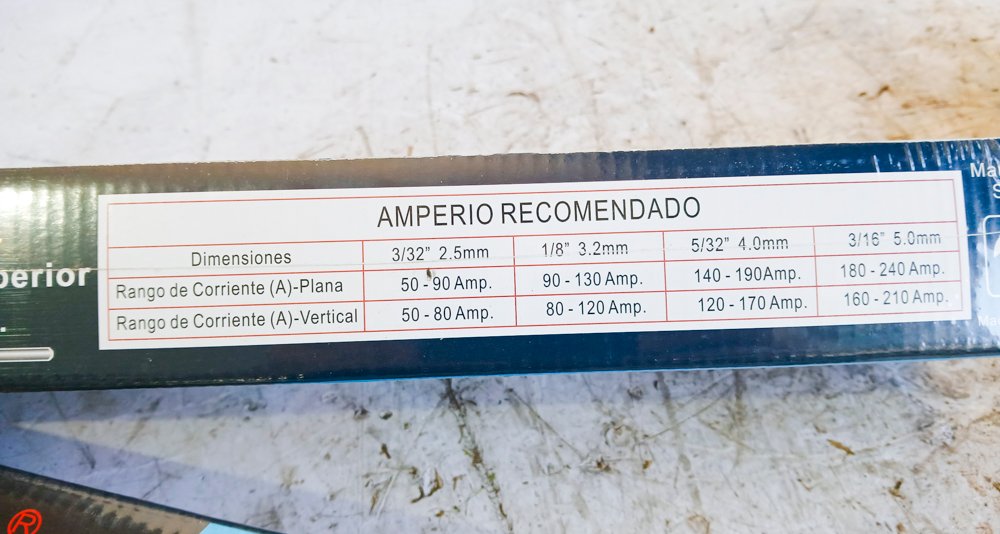 AMPERIO RECOMENDADO
Dimensiones 3/32" 2.5mm 1/8" 3.2mm 5/32" 4.0mm 3/16" 5.0mm
Rango de Corriente (A)-Plana 50 - 90 Amp. 90 - 130 Amp. 140 - 190Amp. 180 - 240 Amp.
Rango de Corriente (A)-Vertical 50 - 80 Amp. 80 - 120 Amp. 120 - 170 Amp. 160 - 210 Amp.
perior
R